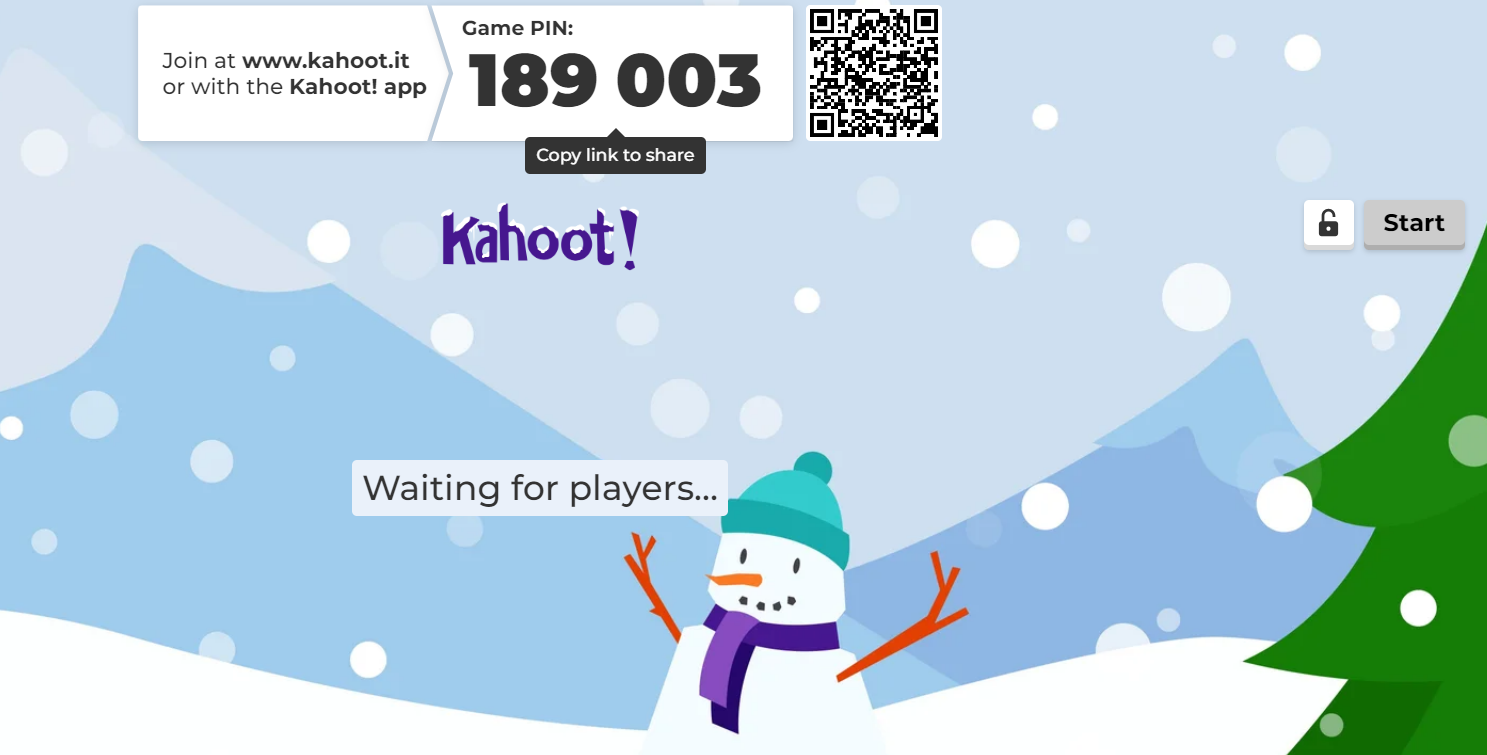 Join at www.kahoot.it
or with the Kahoot! app
Game PIN:
189 003
Copy link to share
Kahoot!
Start
Waiting for players...